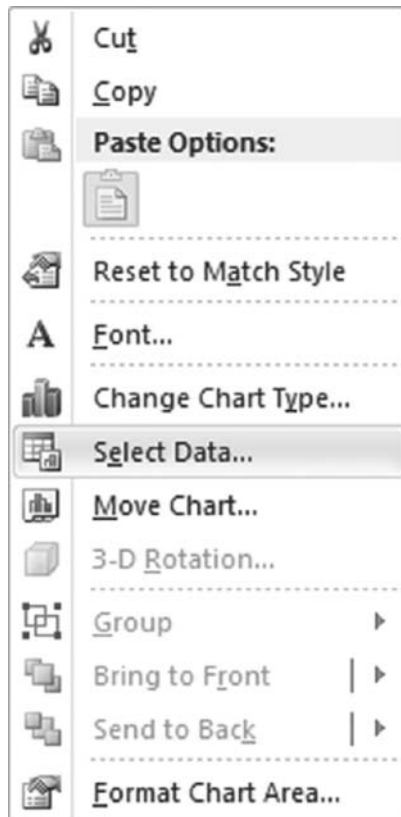 Cut
Copy
Paste Options:
Reset to Match Style
A Font...
Change Chart Type...
Select Data...
Move Chart...
3-D Rotation...
Group
Bring to Front
Send to Back
Format Chart Area...